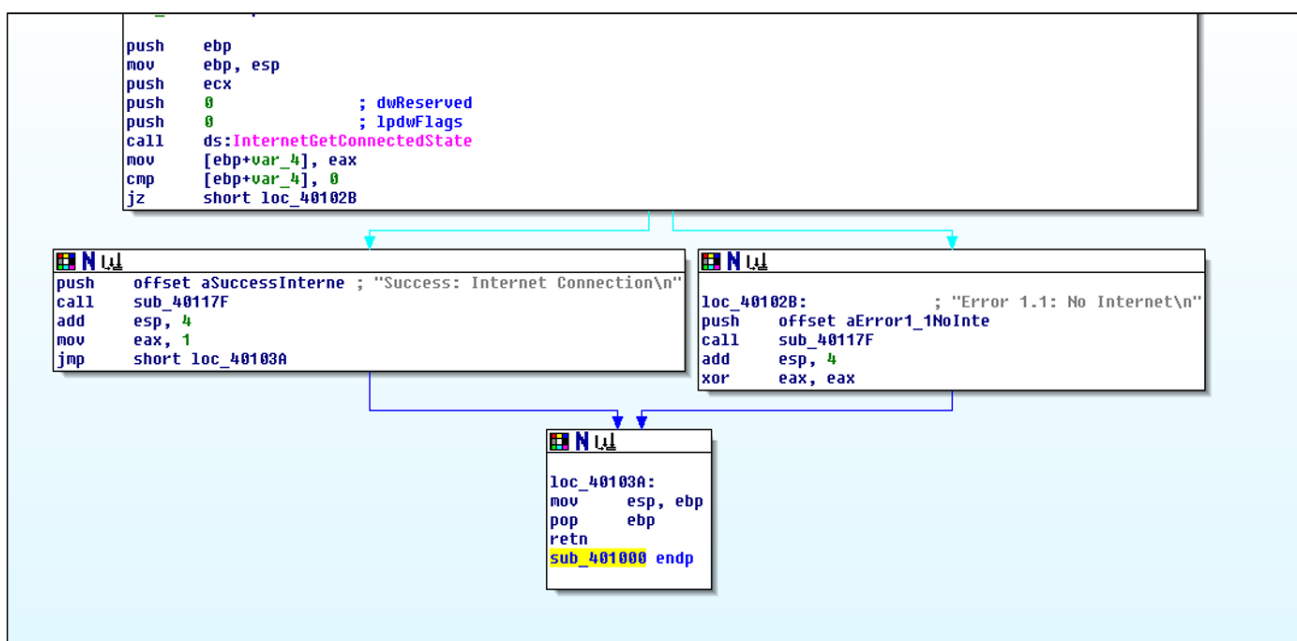 push ebp
mov ebp, esp
push ecx
push 0 ; dwReserved
push 0 ; lpdwFlags
call ds:InternetGetConnectedState
mov [ebp+var_4], eax
cmp [ebp+var_4], 0
jz short loc_40102B
push offset aSuccessInterne ; "Success: Internet Connection\n"
call sub_40117F
add esp, 4
mov eax, 1
jmp short loc_40103A
loc_40102B: ; "Error 1.1: No Internet\n"
push offset aError1_1NoInte
call sub_40117F
add esp, 4
xor eax, eax
loc_40103A:
mov esp, ebp
pop ebp
retn
sub_401000 endp